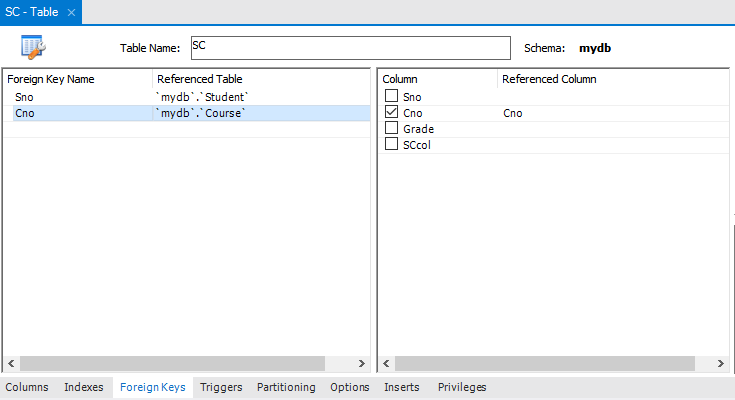 SC - Table ×
Table Name: SC Schema: mydb
Foreign Key Name Referenced Table Column Referenced Column
Sno `mydb`.`Student` Sno
Cno `mydb`.`Course` Cno Cno
Grade
SCcol
Columns Indexes Foreign Keys Triggers Partitioning Options Inserts Privileges